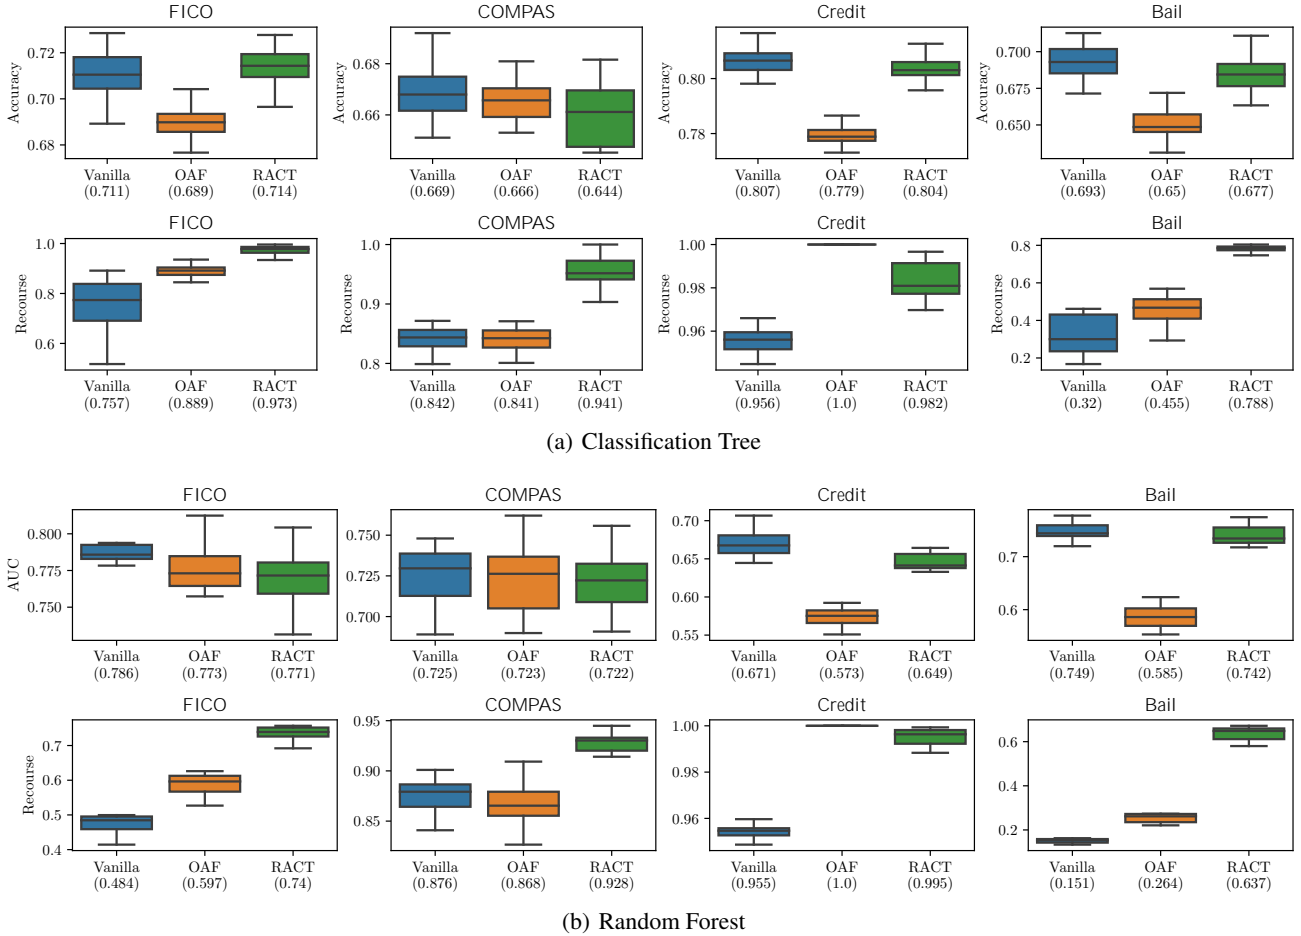 FICO COMPAS Credit Bail
Accuracy Accuracy Accuracy Accuracy
0.72 0.70 0.68
0.68 0.66
0.80 0.78
0.700 0.675 0.650
Vanilla OAF RACT Vanilla OAF RACT Vanilla OAF RACT Vanilla OAF RACT
(0.711) (0.689) (0.714) (0.669) (0.666) (0.644) (0.807) (0.779) (0.804) (0.693) (0.65) (0.677)
FICO COMPAS Credit Bail
Recourse Recourse Recourse Recourse
1.0 0.8 0.6
1.0 0.9 0.8
1.00 0.98 0.96
0.8 0.6 0.4 0.2
Vanilla OAF RACT Vanilla OAF RACT Vanilla OAF RACT Vanilla OAF RACT
(0.757) (0.889) (0.973) (0.842) (0.841) (0.941) (0.956) (1.0) (0.982) (0.32) (0.455) (0.788)
(a) Classification Tree
FICO COMPAS Credit Bail
AUC
0.800 0.775 0.750
0.750 0.725 0.700
0.70 0.65 0.60 0.55
0.7 0.6
Vanilla OAF RACT Vanilla OAF RACT Vanilla OAF RACT Vanilla OAF RACT
(0.786) (0.773) (0.771) (0.725) (0.723) (0.722) (0.671) (0.573) (0.649) (0.749) (0.585) (0.742)
FICO COMPAS Credit Bail
Recourse
0.7 0.6 0.5 0.4
0.95 0.90 0.85
1.00 0.98 0.96
0.6 0.4 0.2
Vanilla OAF RACT Vanilla OAF RACT Vanilla OAF RACT Vanilla OAF RACT
(0.484) (0.597) (0.74) (0.876) (0.868) (0.928) (0.955) (1.0) (0.995) (0.151) (0.264) (0.637)
(b) Random Forest